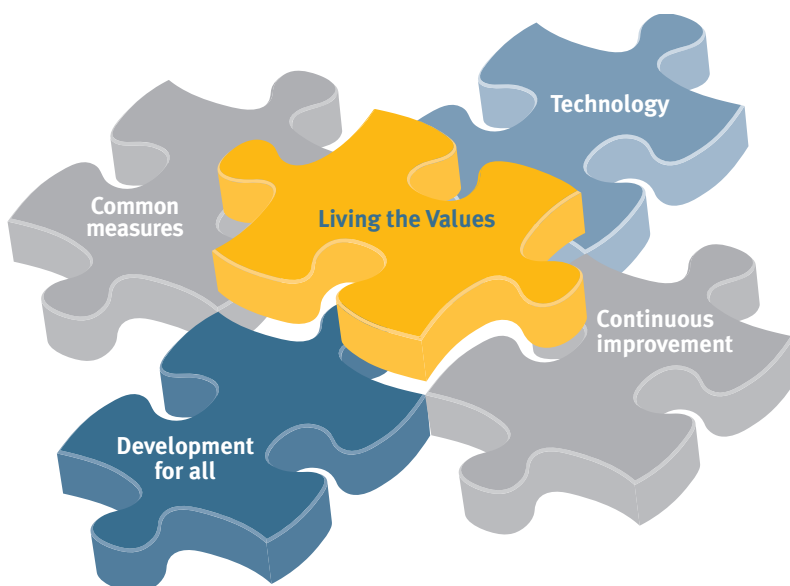 Technology
Common
measures
Living the Values
Continuous
improvement
Development
for all